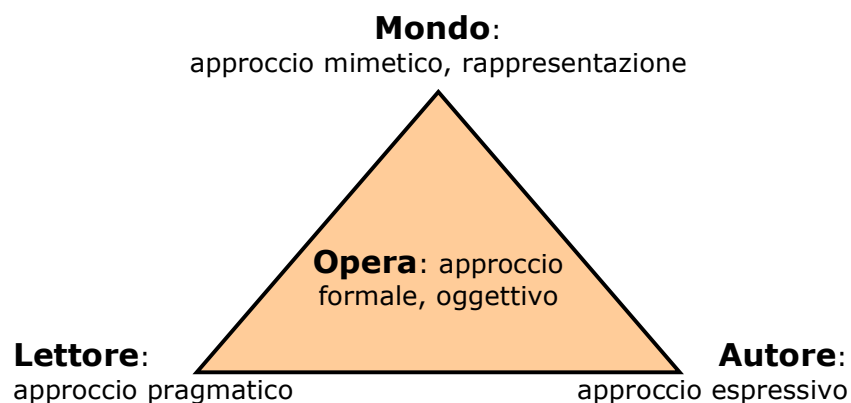 Mondo:
approccio mimetico, rappresentazione
Opera: approccio
formale, oggettivo
Lettore:
approccio pragmatico
Autore:
approccio espressivo